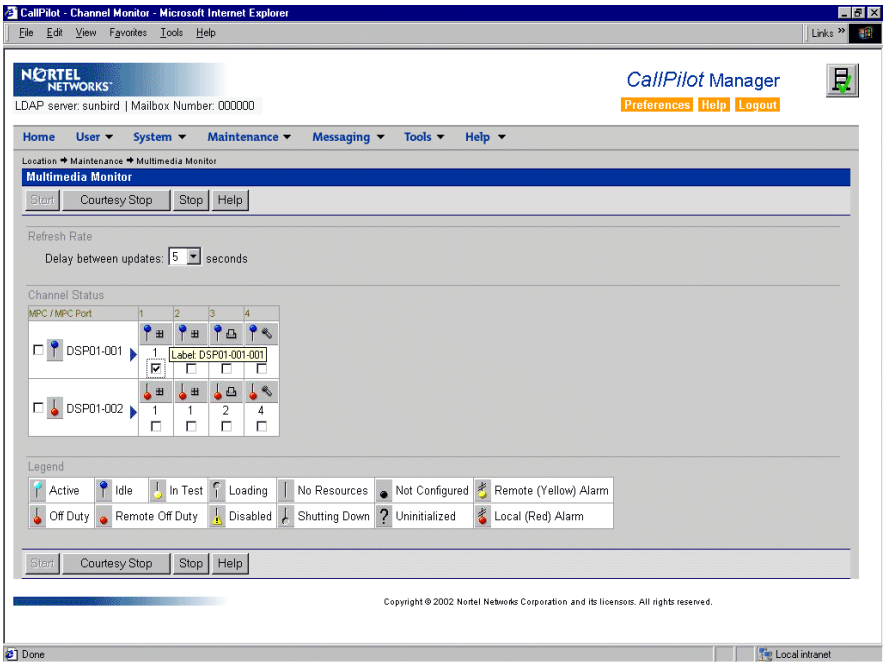 CallPilot - Channel Monitor - Microsoft Internet Explorer
File Edit View Favorites Tools Help
Links »
NORTEL
NETWORKS™
CallPilot Manager
LDAP server: sunbird | Mailbox Number: 000000
Preferences Help Logout
Home User System Maintenance Messaging Tools Help
Location → Maintenance → Multimedia Monitor
Multimedia Monitor
Start Courtesy Stop Stop Help
Refresh Rate
Delay between updates: 5 seconds
Channel Status
MPC / MPC Port 1 2 3 4
DSP01-001 1
Label: DSP01-001-001
DSP01-002 1 1 2 4
Legend
Active Idle In Test Loading No Resources Not Configured Remote (Yellow) Alarm
Off Duty Remote Off Duty Disabled Shutting Down ? Uninitialized Local (Red) Alarm
Start Courtesy Stop Stop Help
Copyright © 2002 Nortel Networks Corporation and its licensors. All rights reserved.
Done
Local intranet